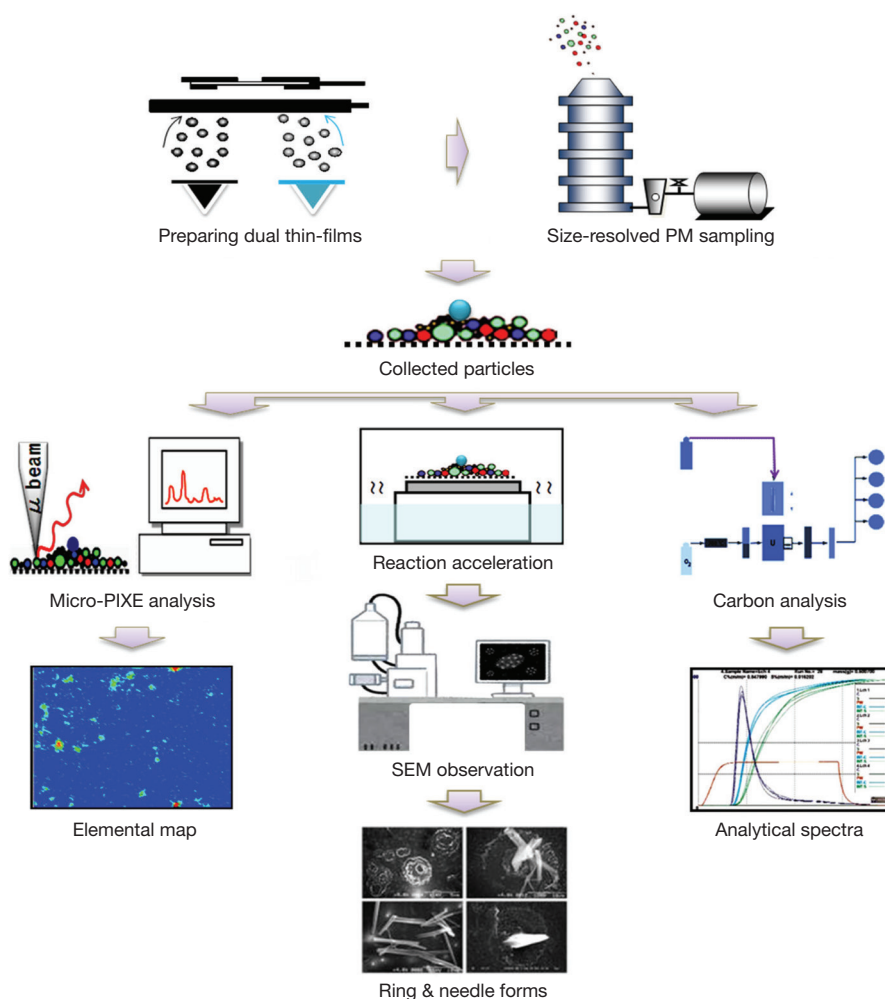 Preparing dual thin-films
Size-resolved PM sampling
Collected particles
μ beam
Micro-PIXE analysis
Reaction acceleration
O2
U
Carbon analysis
Elemental map
SEM observation
Analytical spectra
Ring & needle forms